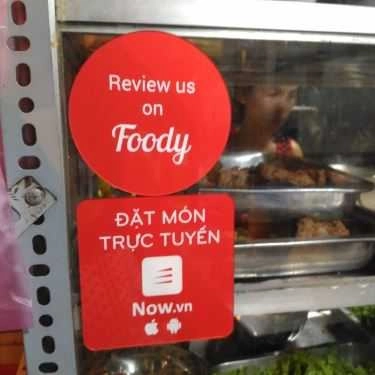 Review us
on
Foody
ĐẶT MÓN
TRỰC TUYẾN
Now.vn